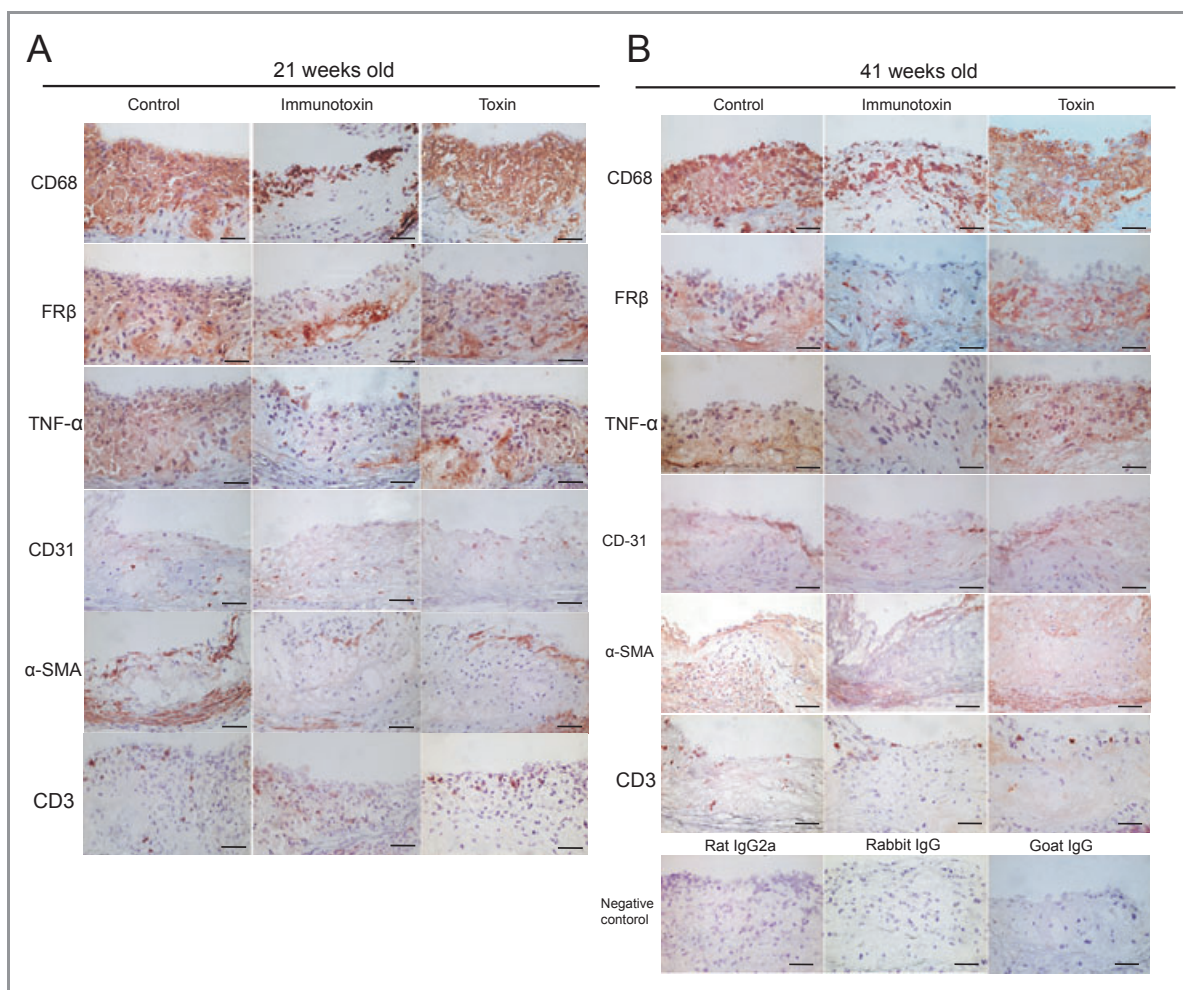 A
21 weeks old
Control Immunotoxin Toxin
CD68
FRβ
TNF-α
CD31
α-SMA
CD3
B
41 weeks old
Control Immunotoxin Toxin
CD68
FRβ
TNF-α
CD-31
α-SMA
CD3
Rat IgG2a Rabbit IgG Goat IgG
Negative
contorol